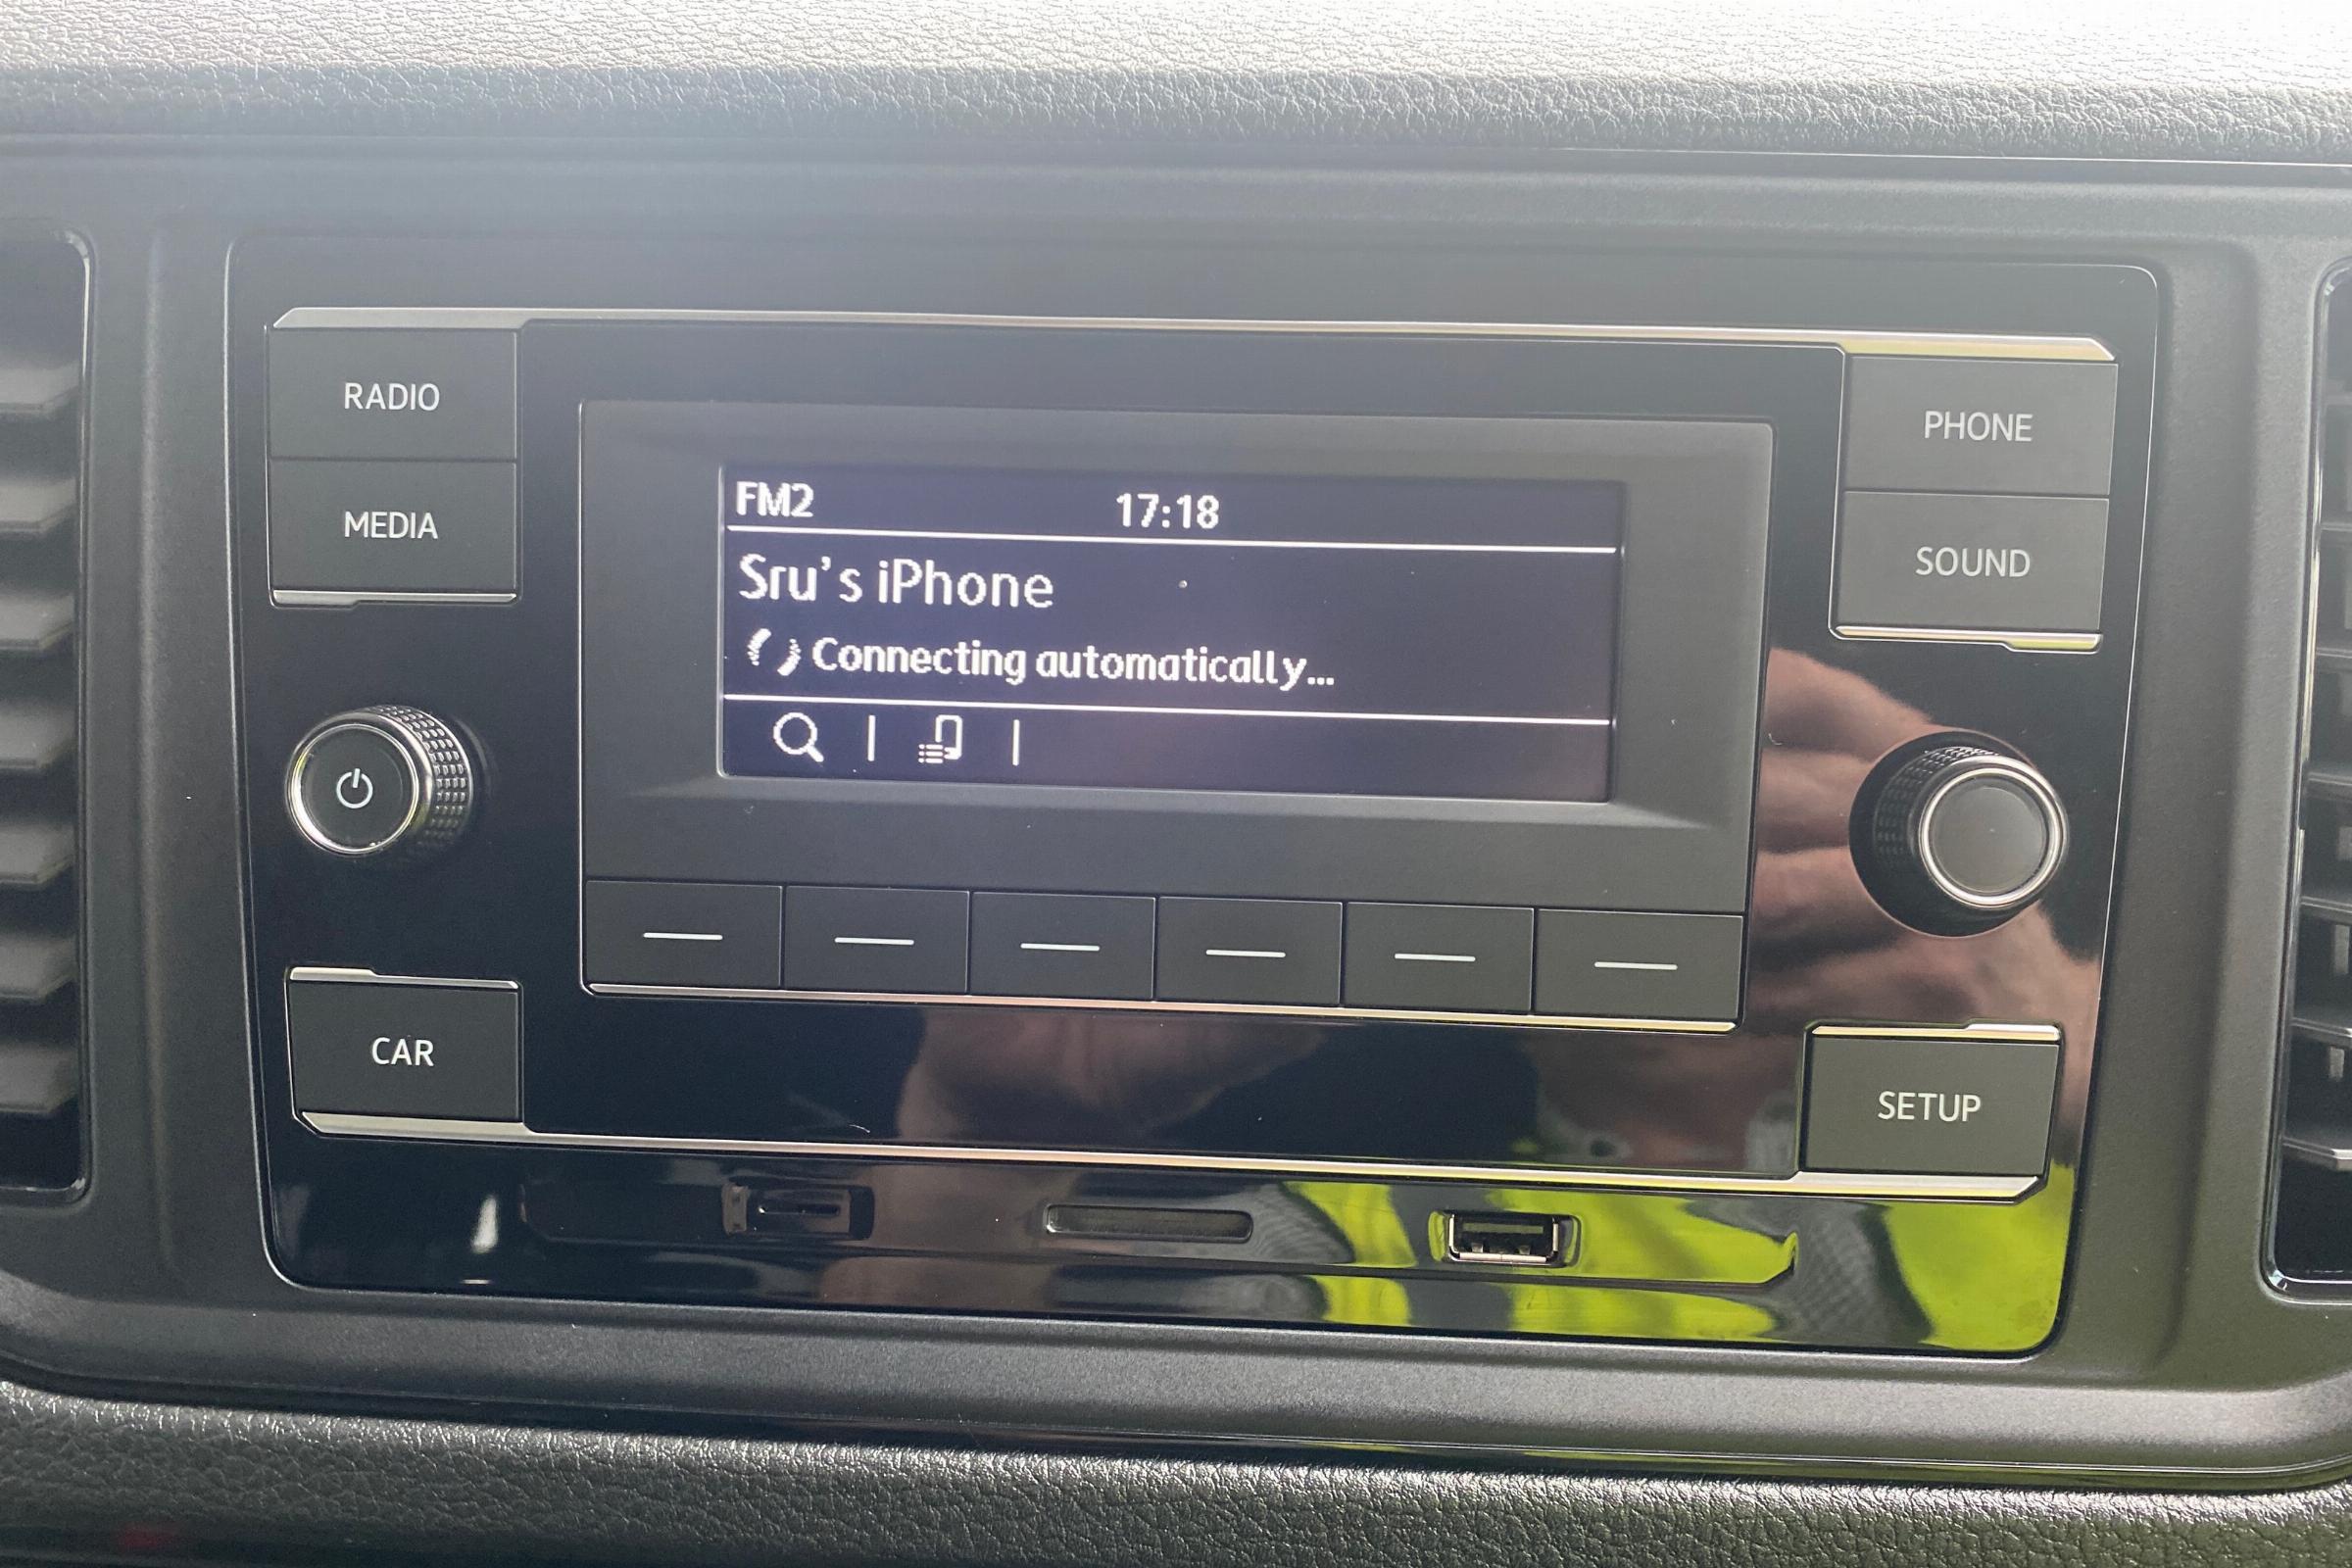 RADIO
MEDIA
PHONE
SOUND
FM2 17:18
Sru's iPhone
Connecting automatically...
CAR
SETUP